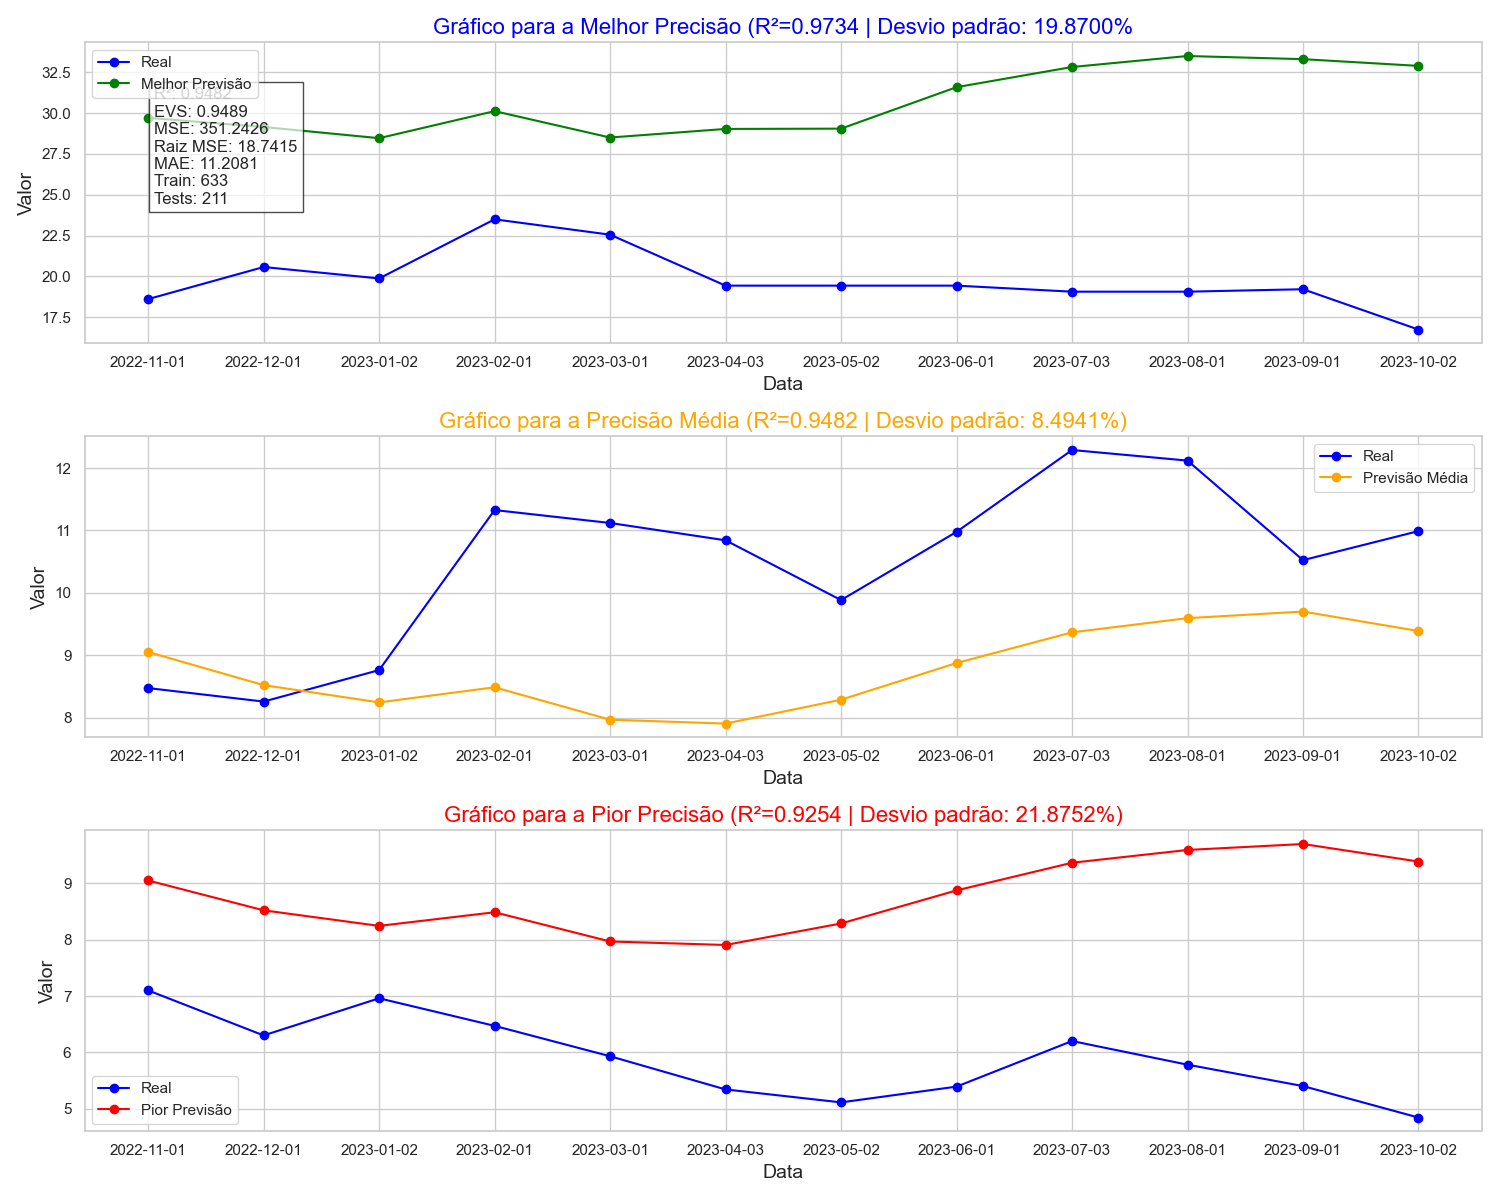 Gráfico para a Melhor Precisão (R²=0.9734 | Desvio padrão: 19.8700%
Real
Melhor Previsão
R²: 0.9482
EVS: 0.9489
MSE: 351.2426
Raiz MSE: 18.7415
MAE: 11.2081
Train: 633
Tests: 211
Valor
32.5
30.0
27.5
25.0
22.5
20.0
17.5
2022-11-01 2022-12-01 2023-01-02 2023-02-01 2023-03-01 2023-04-03 2023-05-02 2023-06-01 2023-07-03 2023-08-01 2023-09-01 2023-10-02
Data
Gráfico para a Precisão Média (R²=0.9482 | Desvio padrão: 8.4941%)
Real
Previsão Média
Valor
12
11
10
9
8
2022-11-01 2022-12-01 2023-01-02 2023-02-01 2023-03-01 2023-04-03 2023-05-02 2023-06-01 2023-07-03 2023-08-01 2023-09-01 2023-10-02
Data
Gráfico para a Pior Precisão (R²=0.9254 | Desvio padrão: 21.8752%)
Valor
9
8
7
6
5
Real
Pior Previsão
2022-11-01 2022-12-01 2023-01-02 2023-02-01 2023-03-01 2023-04-03 2023-05-02 2023-06-01 2023-07-03 2023-08-01 2023-09-01 2023-10-02
Data